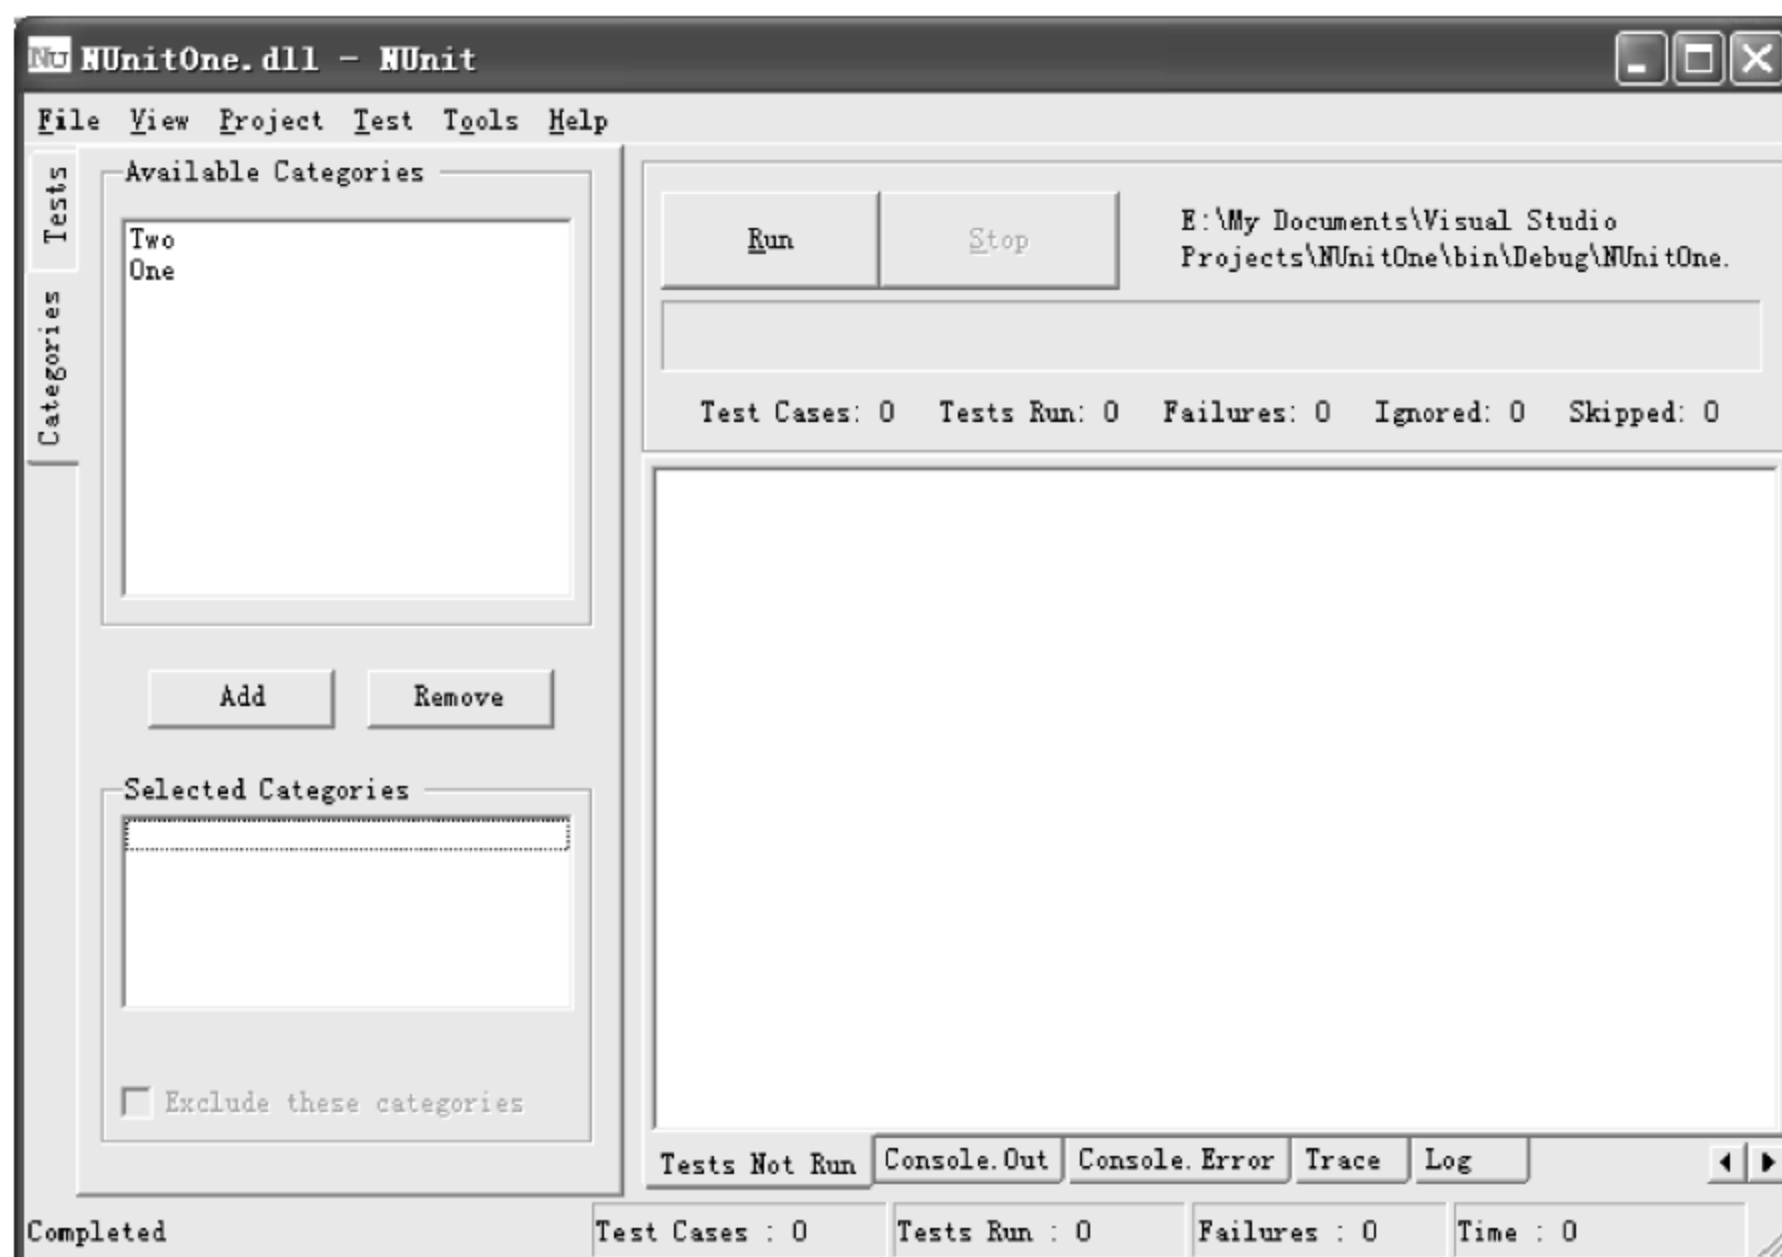 NU NUnitOne.dll - NUnit
File View Project Test Tools Help
Tests
Categories
Available Categories
Two
One
Add Remove
Selected Categories
Exclude these categories
Run Stop
E:\My Documents\Visual Studio
Projects\NUnitOne\bin\Debug\NUnitOne.
Test Cases: 0 Tests Run: 0 Failures: 0 Ignored: 0 Skipped: 0
Tests Not Run Console.Out Console.Error Trace Log
Completed Test Cases : 0 Tests Run : 0 Failures : 0 Time : 0